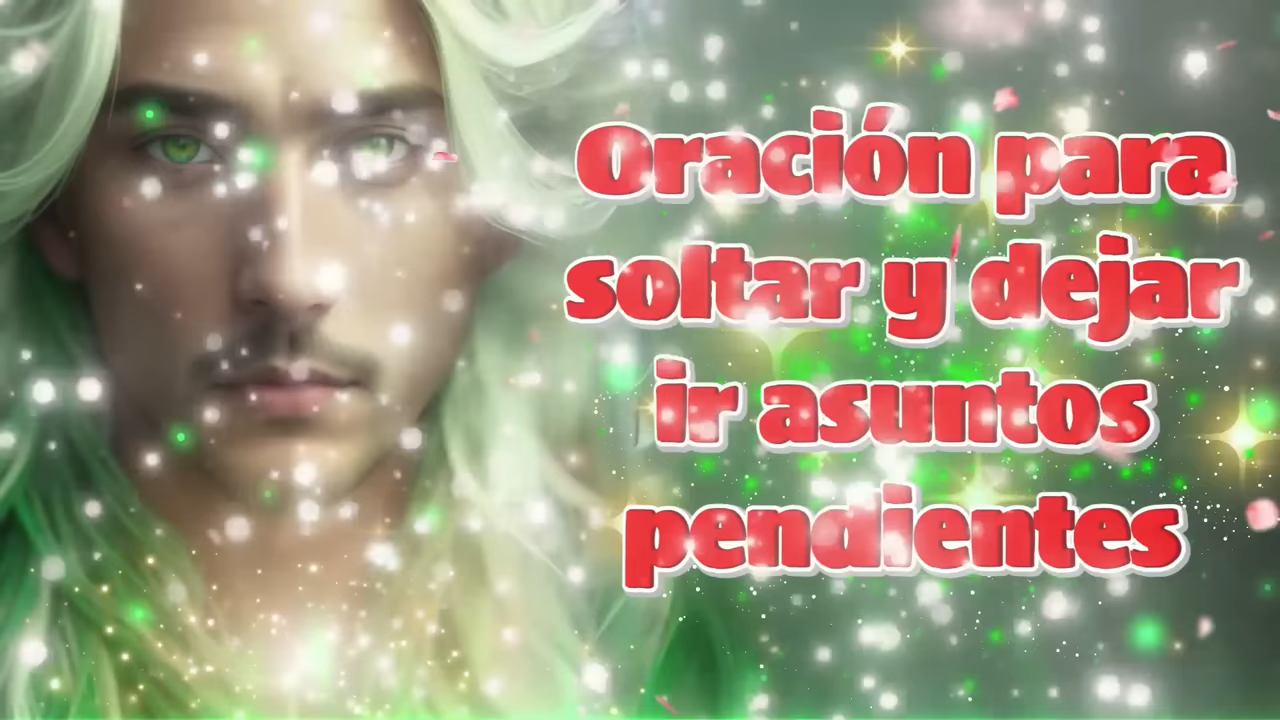 Oración para
soltar y dejar
ir asuntos
pendientes